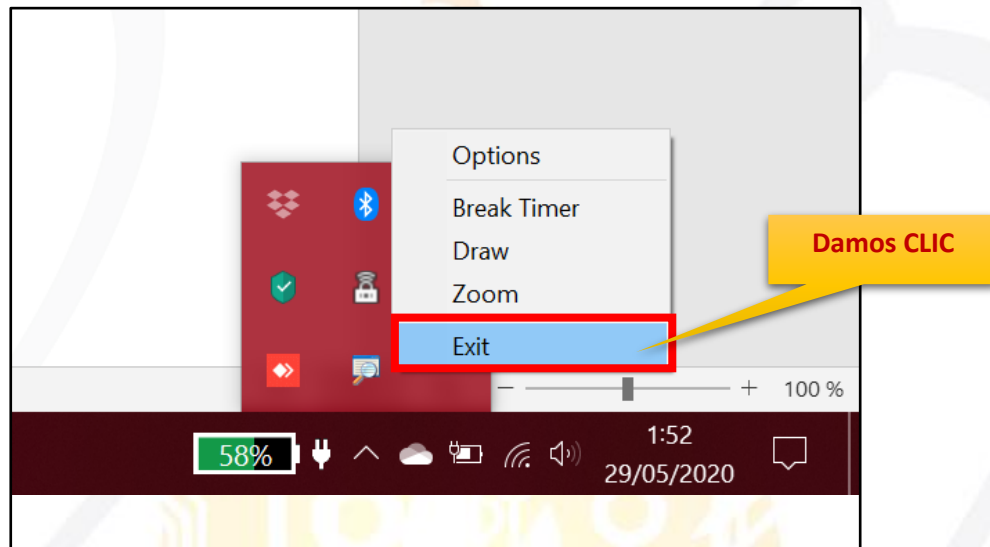 Options
Break Timer
Draw
Zoom
Exit
Damos CLIC
100 %
58%
1:52
29/05/2020